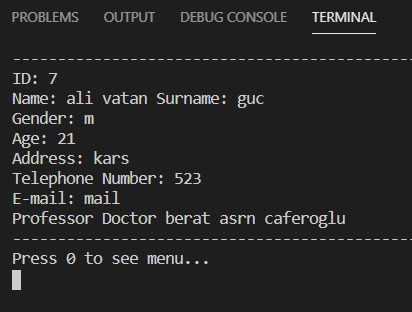 PROBLEMS OUTPUT DEBUG CONSOLE TERMINAL
--------------------------------------------
ID: 7
Name: ali vatan Surname: guc
Gender: m
Age: 21
Address: kars
Telephone Number: 523
E-mail: mail
Professor Doctor berat asrn caferoglu
--------------------------------------------
Press 0 to see menu...